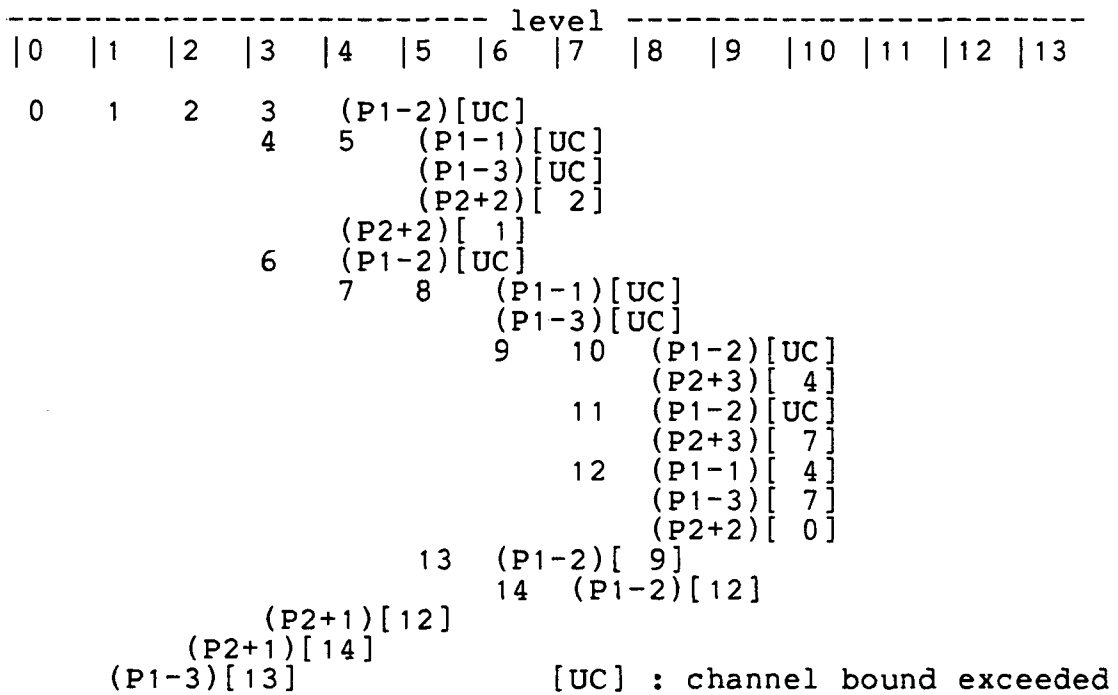 ------------------------- level ------------------------
|0 |1 |2 |3 |4 |5 |6 |7 |8 |9 |10 |11 |12 |13
0 1 2 3 (P1-2)[UC]
4 5 (P1-1)[UC]
(P1-3)[UC]
(P2+2)[ 2]
(P2+2)[ 1]
6 (P1-2)[UC]
7 8 (P1-1)[UC]
(P1-3)[UC]
9 10 (P1-2)[UC]
(P2+3)[ 4]
11 (P1-2)[UC]
(P2+3)[ 7]
12 (P1-1)[ 4]
(P1-3)[ 7]
(P2+2)[ 0]
13 (P1-2)[ 9]
14 (P1-2)[12]
(P2+1)[12]
(P2+1)[14]
(P1-3)[13] [UC] : channel bound exceeded